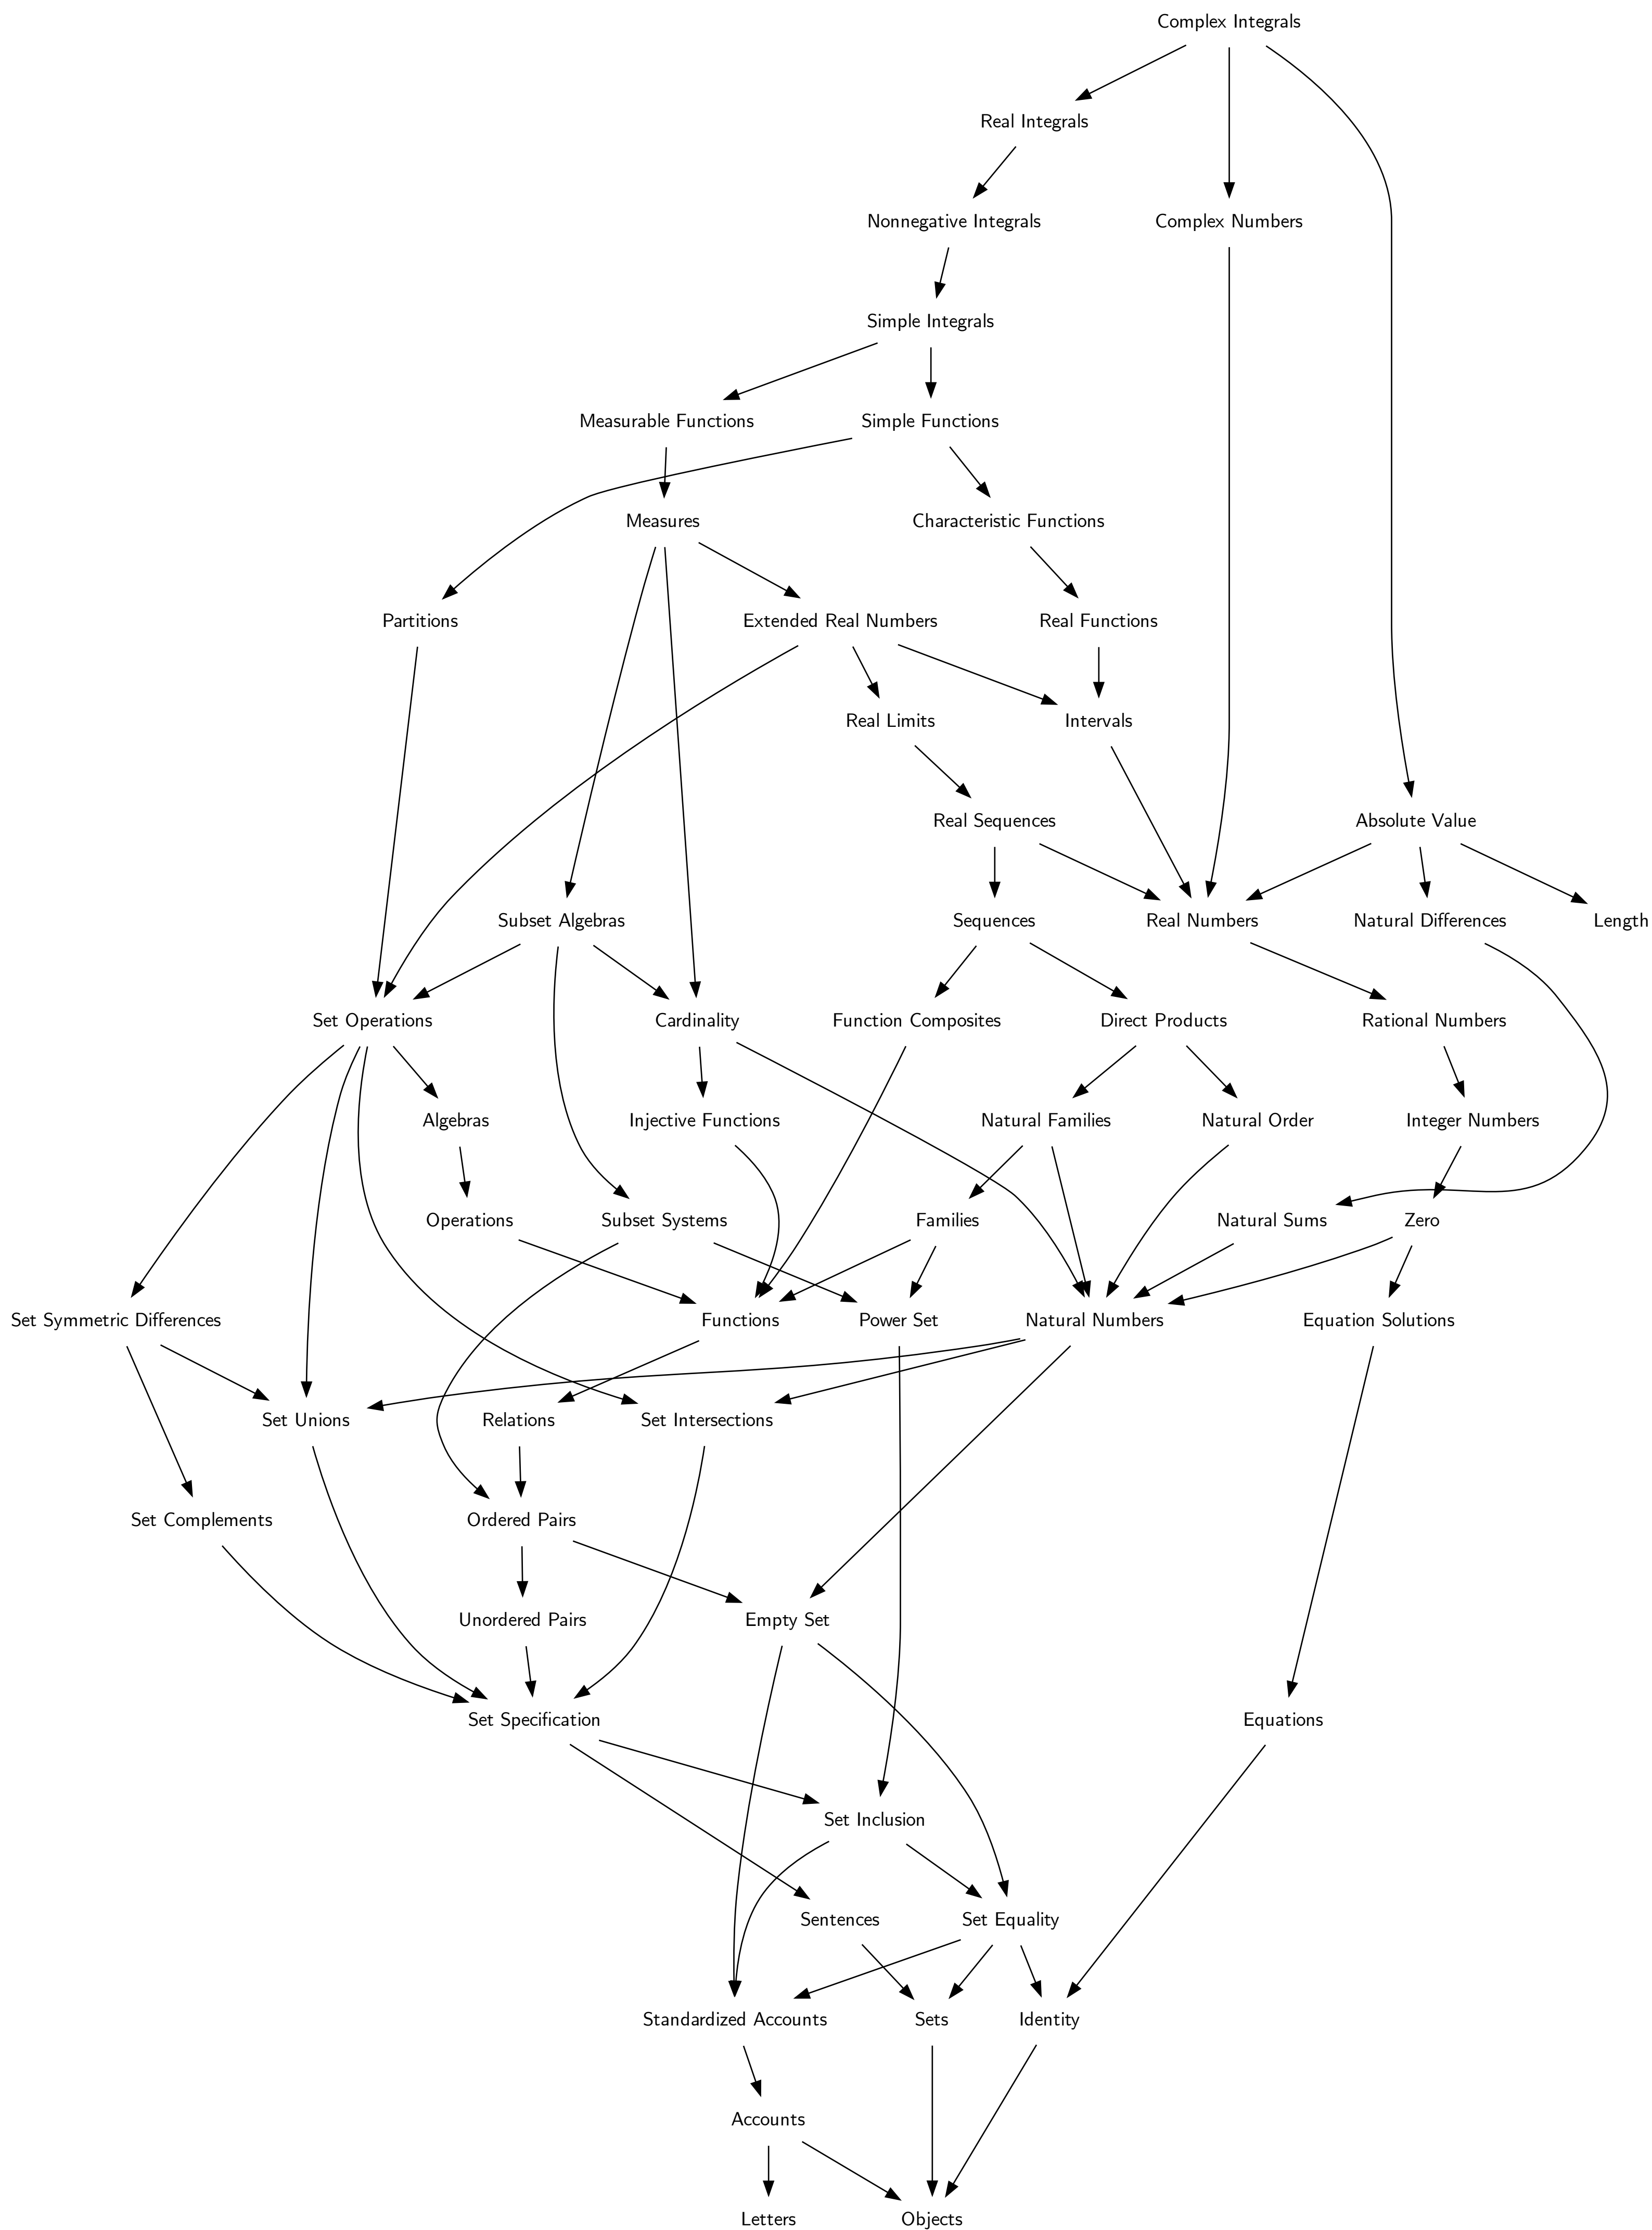 Complex Integrals
Real Integrals
Nonnegative Integrals
Complex Numbers
Simple Integrals
Measurable Functions
Simple Functions
Measures
Characteristic Functions
Partitions
Extended Real Numbers
Real Functions
Real Limits
Intervals
Real Sequences
Absolute Value
Subset Algebras
Sequences
Real Numbers
Natural Differences
Length
Set Operations
Cardinality
Function Composites
Direct Products
Rational Numbers
Algebras
Injective Functions
Natural Families
Natural Order
Integer Numbers
Operations
Subset Systems
Families
Natural Sums
Zero
Set Symmetric Differences
Functions
Power Set
Natural Numbers
Equation Solutions
Set Unions
Relations
Set Intersections
Set Complements
Ordered Pairs
Unordered Pairs
Empty Set
Set Specification
Equations
Set Inclusion
Sentences
Set Equality
Standardized Accounts
Sets
Identity
Accounts
Letters
Objects